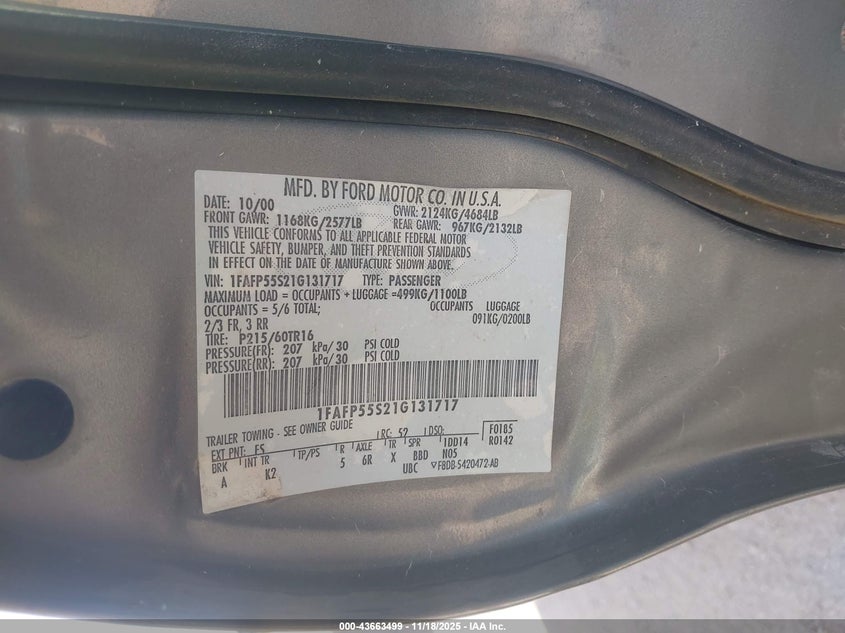 MFD. BY FORD MOTOR CO. IN U.S.A.
DATE: 10/00 GVWR: 2124KG/4684LB
FRONT GAWR: 1168KG/2577LB REAR GAWR: 967KG/2132LB
THIS VEHICLE CONFORMS TO ALL APPLICABLE FEDERAL MOTOR
VEHICLE SAFETY, BUMPER, AND THEFT PREVENTION STANDARDS
IN EFFECT ON THE DATE OF MANUFACTURE SHOWN ABOVE.
VIN: 1FAFP55S21G131717 TYPE: PASSENGER
MAXIMUM LOAD = OCCUPANTS + LUGGAGE =499KG/1100LB
OCCUPANTS = 5/6 TOTAL; OCCUPANTS LUGGAGE
2/3 FR, 3 RR 091KG/0200LB
TIRE: P215/60TR16
PRESSURE(FR): 207 kPa/30 PSI COLD
PRESSURE(RR): 207 kPa/30 PSI COLD
1FAFP55S21G131717
TRAILER TOWING - SEE OWNER GUIDE RC: 52 DSO: F0185
EXT PNT: FS R0142
BRK INT TR TP/PS R AXLE TR SPR 1DD14
A K2 5 6R X BBD N05
UBC ▽F8DB-5420472-AB
000-43663499 - 11/18/2025 - IAA Inc.